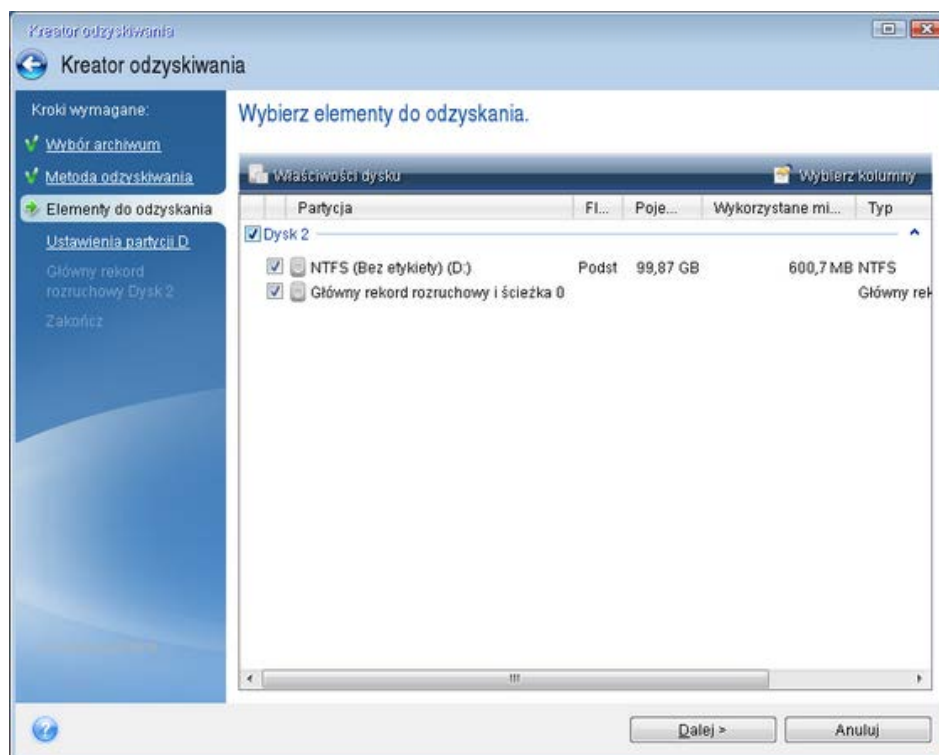 Kreator odzyskiwania
Kreator odzyskiwania
Kroki wymagane:
Wybór archiwum
Metoda odzyskiwania
Elementy do odzyskania
Ustawienia partycji D
Główny rekord
rozruchowy Dysk 2
Zakończ
Wybierz elementy do odzyskania.
Właściwości dysku Wybierz kolumny
Partycja Fl... Poje... Wykorzystane mi... Typ
Dysk 2
NTFS (Bez etykiety) (D:) Podst 99,87 GB 600,7 MB NTFS
Główny rekord rozruchowy i ścieżka 0 Główny rek
Dalej > Anuluj